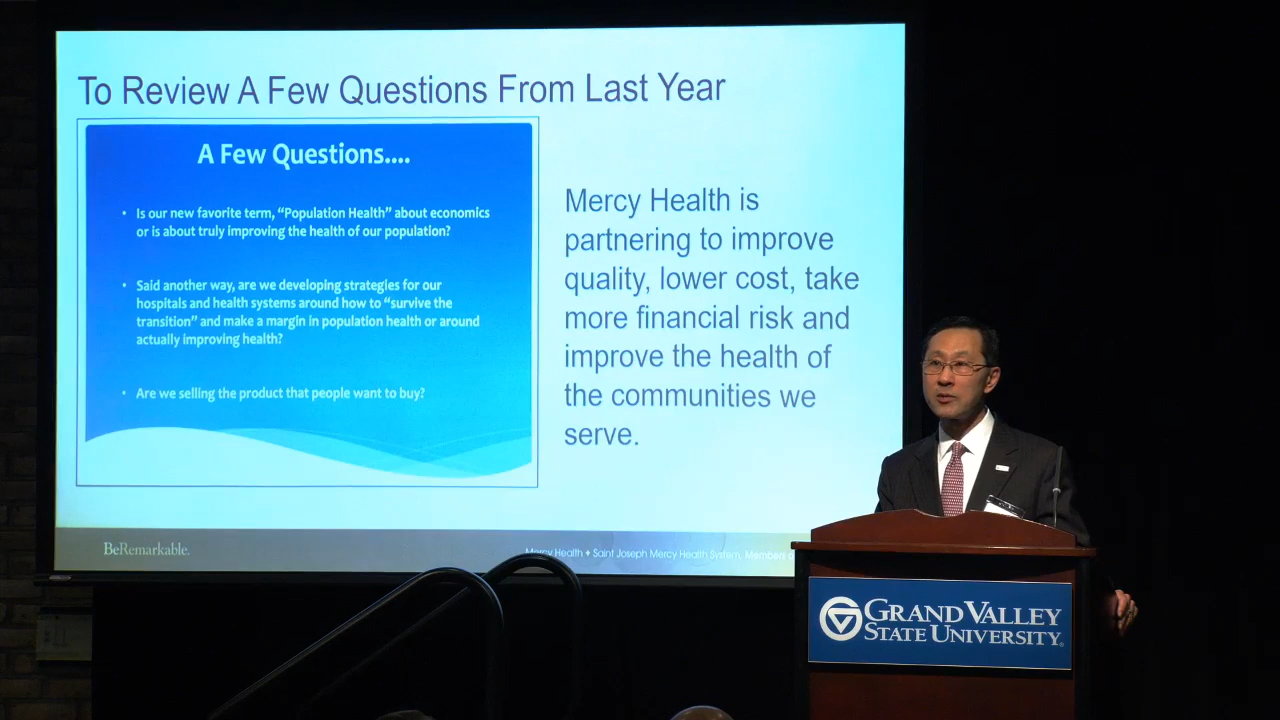 To Review A Few Questions From Last Year
A Few Questions....
• Is our new favorite term, “Population Health” about economics
or is about truly improving the health of our population?
• Said another way, are we developing strategies for our
hospitals and health systems around how to “survive the
transition” and make a margin in population health or around
actually improving health?
• Are we selling the product that people want to buy?
Mercy Health is
partnering to improve
quality, lower cost, take
more financial risk and
improve the health of
the communities we
serve.
BeRemarkable.
Mercy Health ♦ Saint Joseph Mercy Health System, Members
GRAND VALLEY
STATE UNIVERSITY